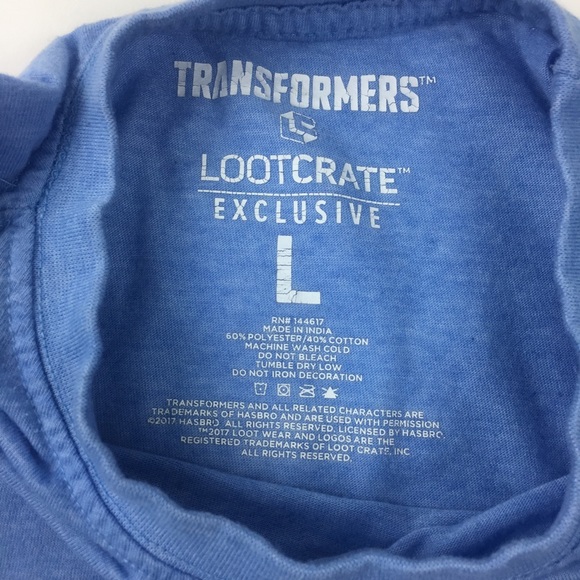 TRANSFORMERS™
LC
LOOTCRATE™
EXCLUSIVE
L
RN# 144617
MADE IN INDIA
60% POLYESTER/40% COTTON
MACHINE WASH COLD
DO NOT BLEACH
TUMBLE DRY LOW
DO NOT IRON DECORATION
TRANSFORMERS AND ALL RELATED CHARACTERS ARE
TRADEMARKS OF HASBRO AND ARE USED WITH PERMISSION
©2017 HASBRO. ALL RIGHTS RESERVED. LICENSED BY HASBRO.
™2017 LOOT WEAR AND LOGOS ARE THE
REGISTERED TRADEMARKS OF LOOT CRATE, INC
ALL RIGHTS RESERVED.